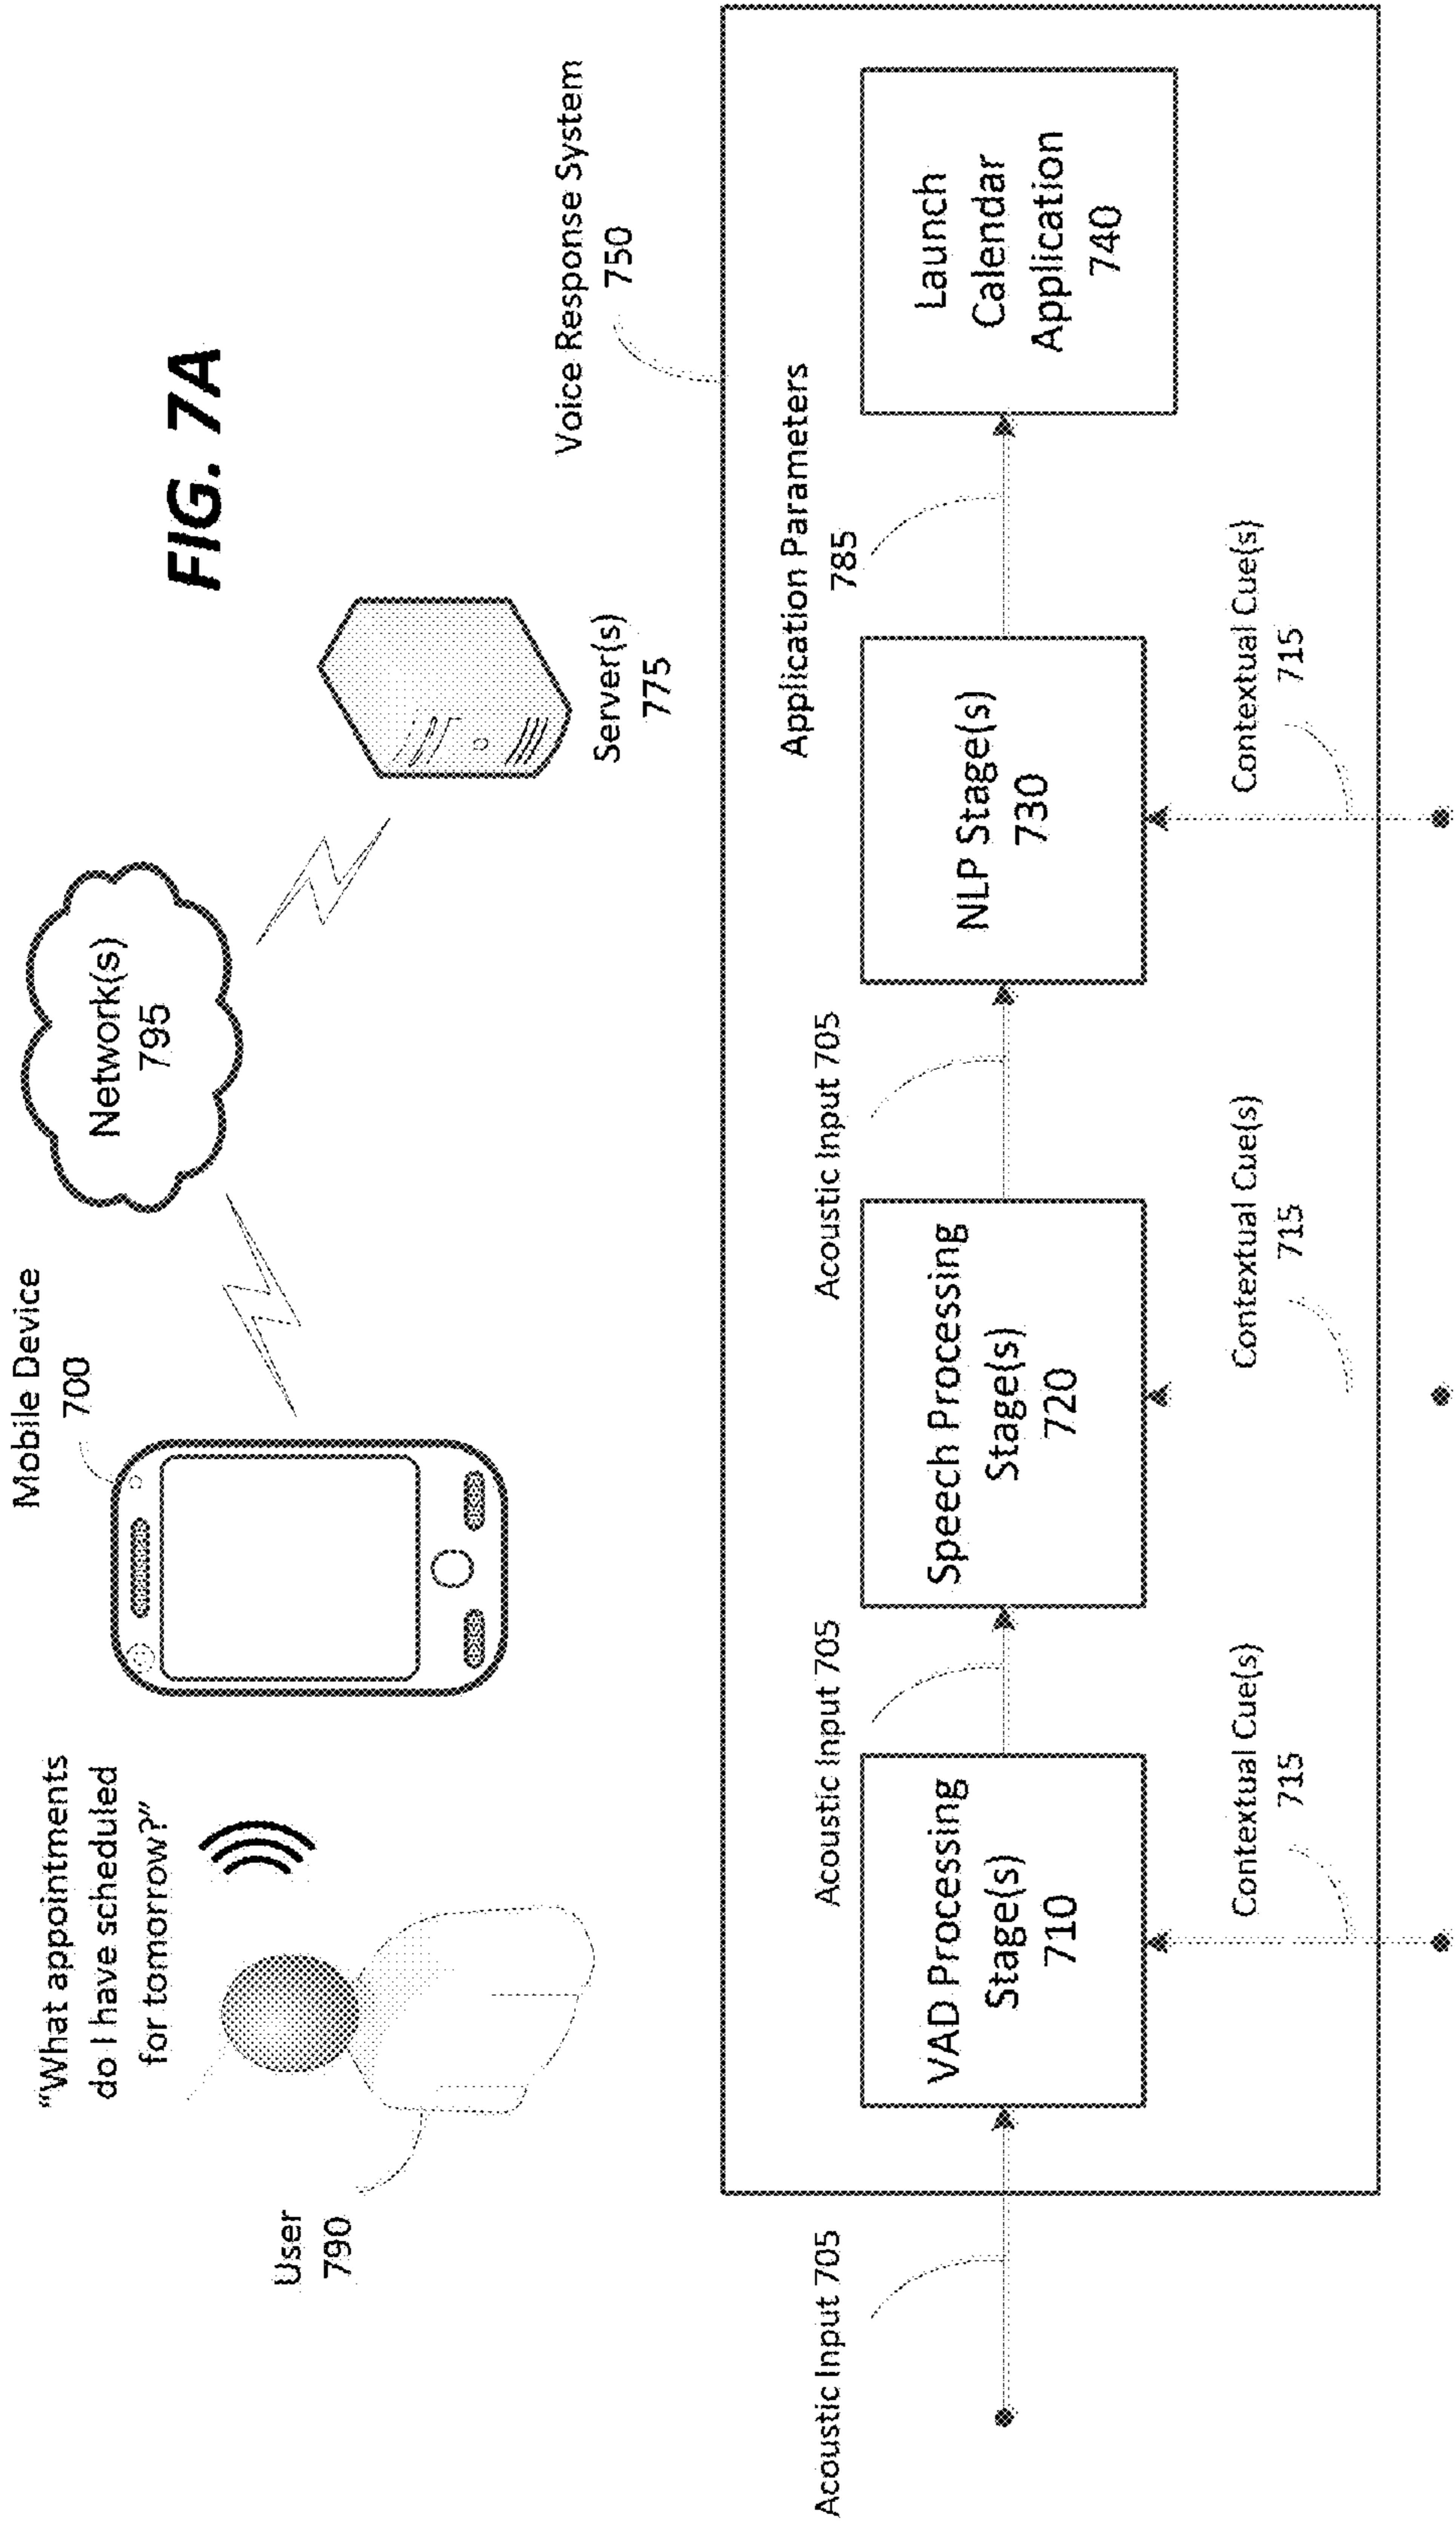 FIG. 7A
"What appointments
do I have scheduled
for tomorrow?"
User
790
Mobile Device
700
Network(s)
795
Server(s)
775
Voice Response System
750
Acoustic Input 705
VAD Processing
Stage(s)
710
Acoustic Input 705
Speech Processing
Stage(s)
720
Acoustic Input 705
NLP Stage(s)
730
Application Parameters
785
Launch
Calendar
Application
740
Contextual Cue(s)
715
Contextual Cue(s)
715
Contextual Cue(s)
715